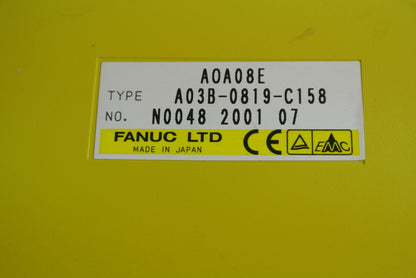 AOA08E
TYPE A03B-0819-C158
NO. N0048 2001 07
FANUC LTD CE EMC
MADE IN JAPAN